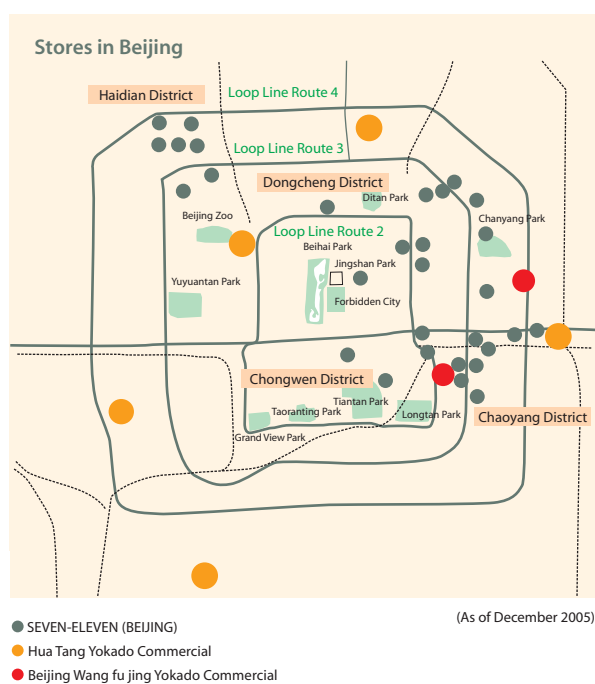 Stores in Beijing
Loop Line Route 4
Haidian District
Loop Line Route 3
Dongcheng District
Ditan Park
Beijing Zoo
Chanyang Park
Loop Line Route 2
Beihai Park
Jingshan Park
Yuyuantan Park
Forbidden City
Chongwen District
Tiantan Park
Taoranting Park
Longtan Park
Chaoyang District
Grand View Park
(As of December 2005)
SEVEN-ELEVEN (BEIJING)
Hua Tang Yokado Commercial
Beijing Wang fu jing Yokado Commercial